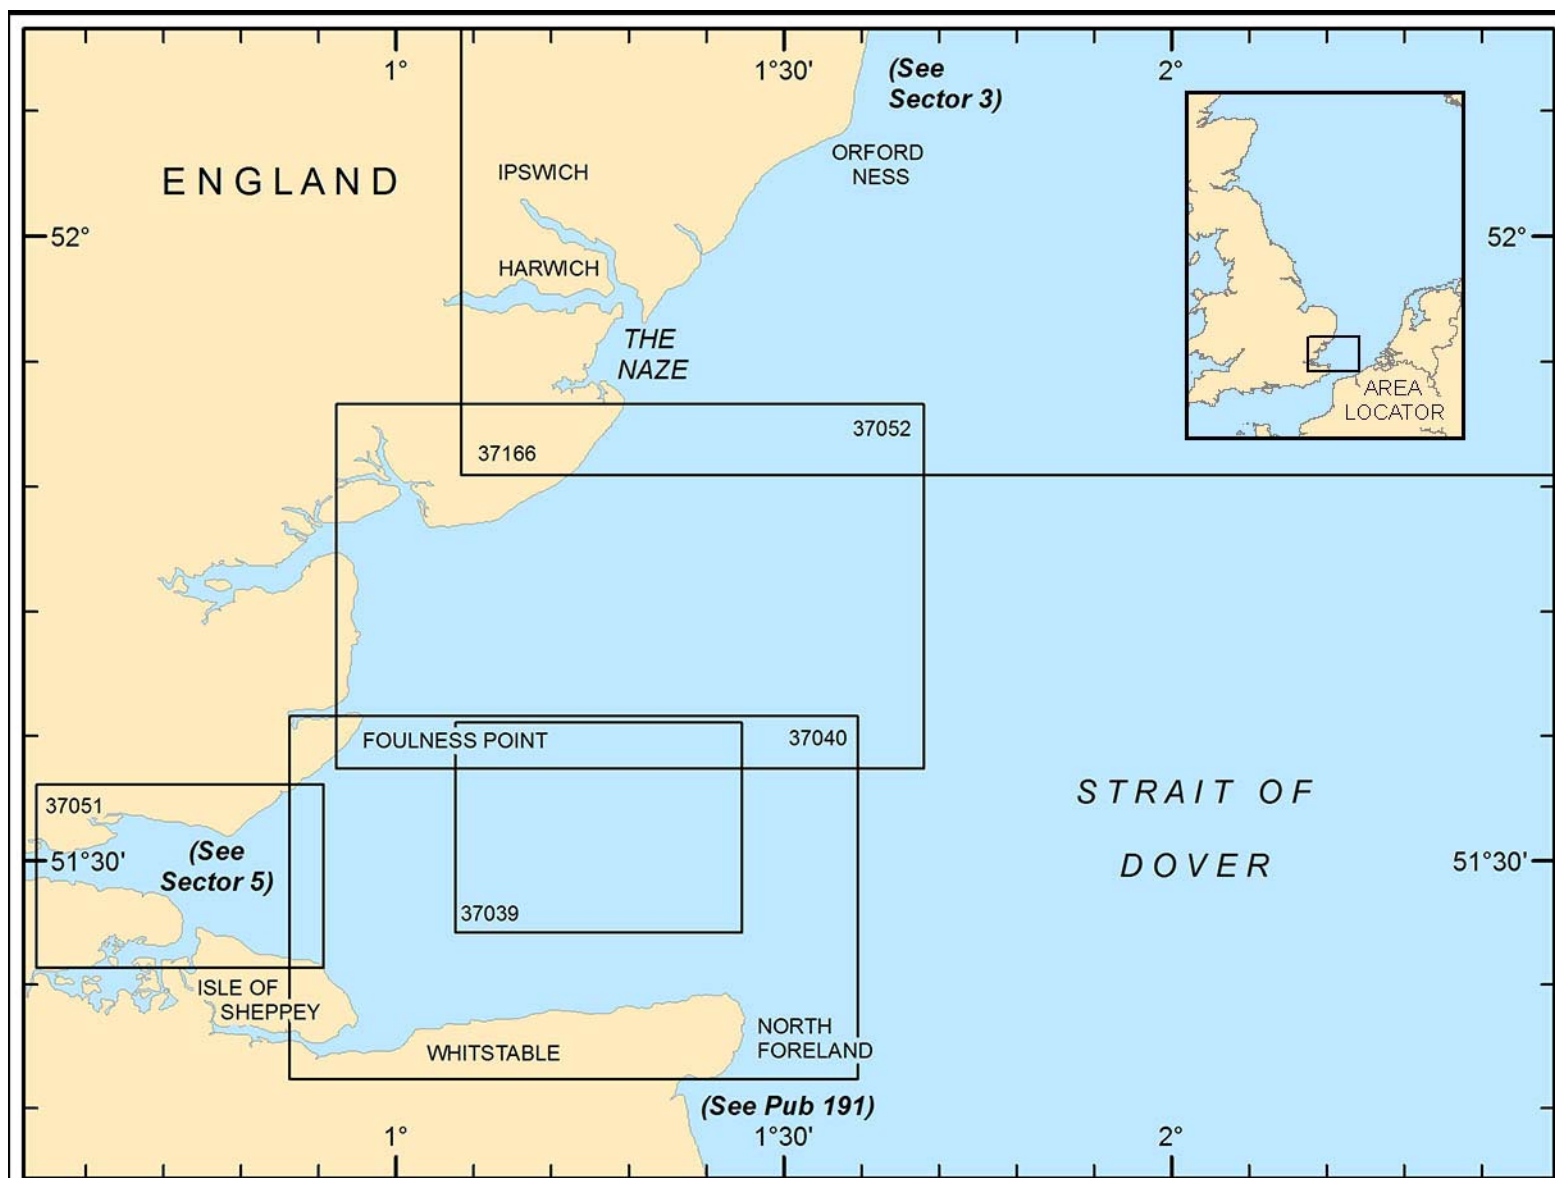 1°
1°30'
2°
(See
Sector 3)
ENGLAND
IPSWICH
ORFORD
NESS
52°
52°
HARWICH
THE
NAZE
AREA
LOCATOR
37052
37166
FOULNESS POINT
37040
37051
STRAIT OF
DOVER
51°30'
(See
Sector 5)
51°30'
37039
ISLE OF
SHEPPEY
WHITSTABLE
NORTH
FORELAND
(See Pub 191)
1°
1°30'
2°